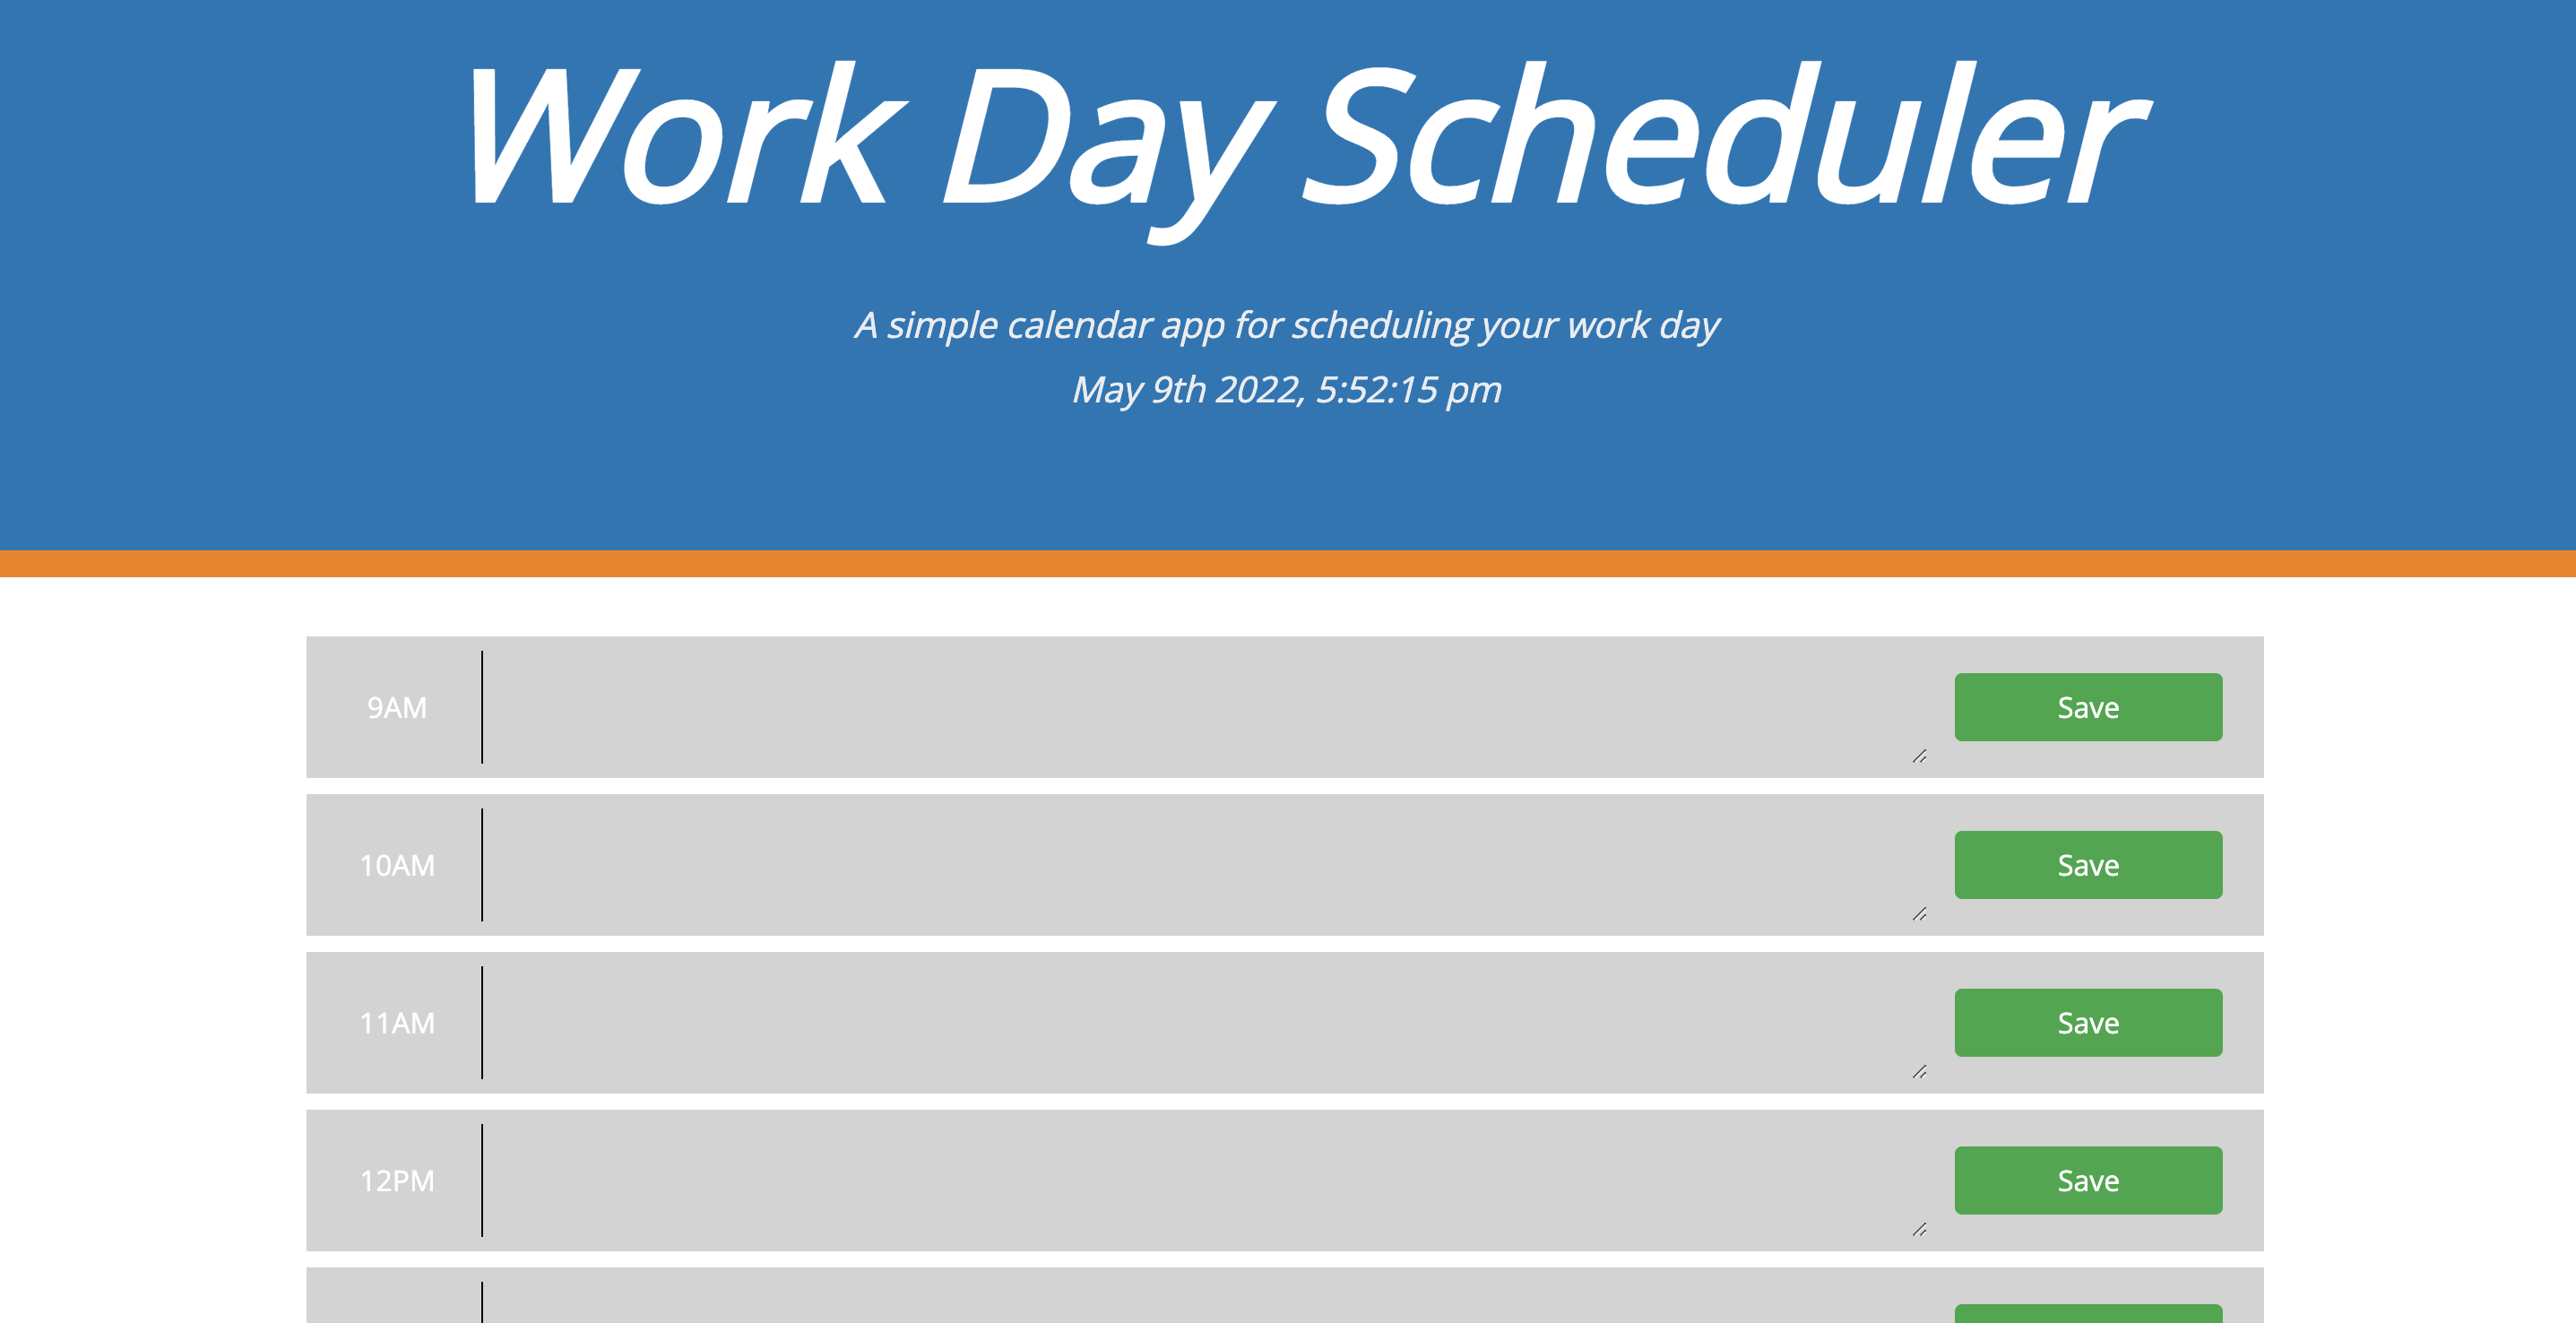 Work Day Scheduler
A simple calendar app for scheduling your work day
May 9th 2022, 5:52:15 pm
9AM
Save
10AM
Save
11AM
Save
12PM
Save